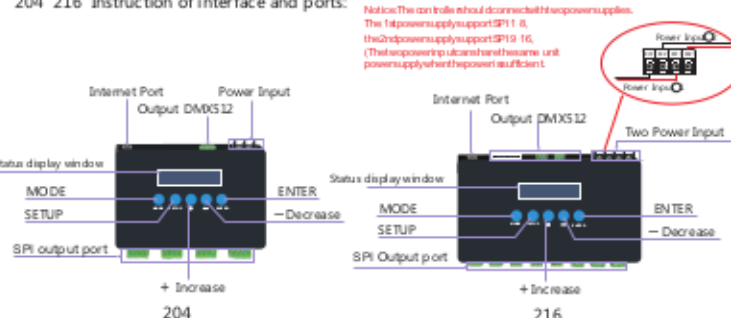 204 216 Instruction of interface and ports:
Notice:The controller should connect with two power supplies.
The 1st power supply support SPI 1-8,
the 2nd power supply support SPI 9-16,
(The two power input can share the same unit
power supply when the power is sufficient.
Power Input
Power Input
Internet Port
Power Input
Output DMX512
Status display window
MODE
ENTER
SETUP
－Decrease
SPI output port
+ Increase
204
Internet Port
Output DMX512
Two Power Input
Status display window
MODE
ENTER
SETUP
－Decrease
SPI Output port
+ Increase
216